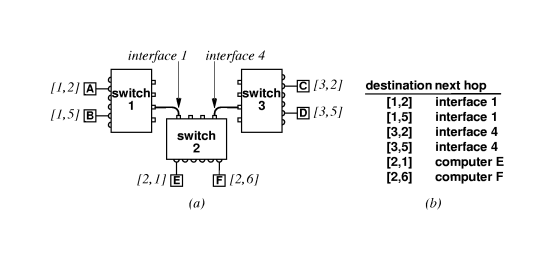 interface 1 interface 4
[1,2] A
[1,5] B
switch
1
switch
3
C [3,2]
D [3,5]
switch
2
[2,1] E
F [2,6]
(a)
destination next hop
[1,2] interface 1
[1,5] interface 1
[3,2] interface 4
[3,5] interface 4
[2,1] computer E
[2,6] computer F
(b)